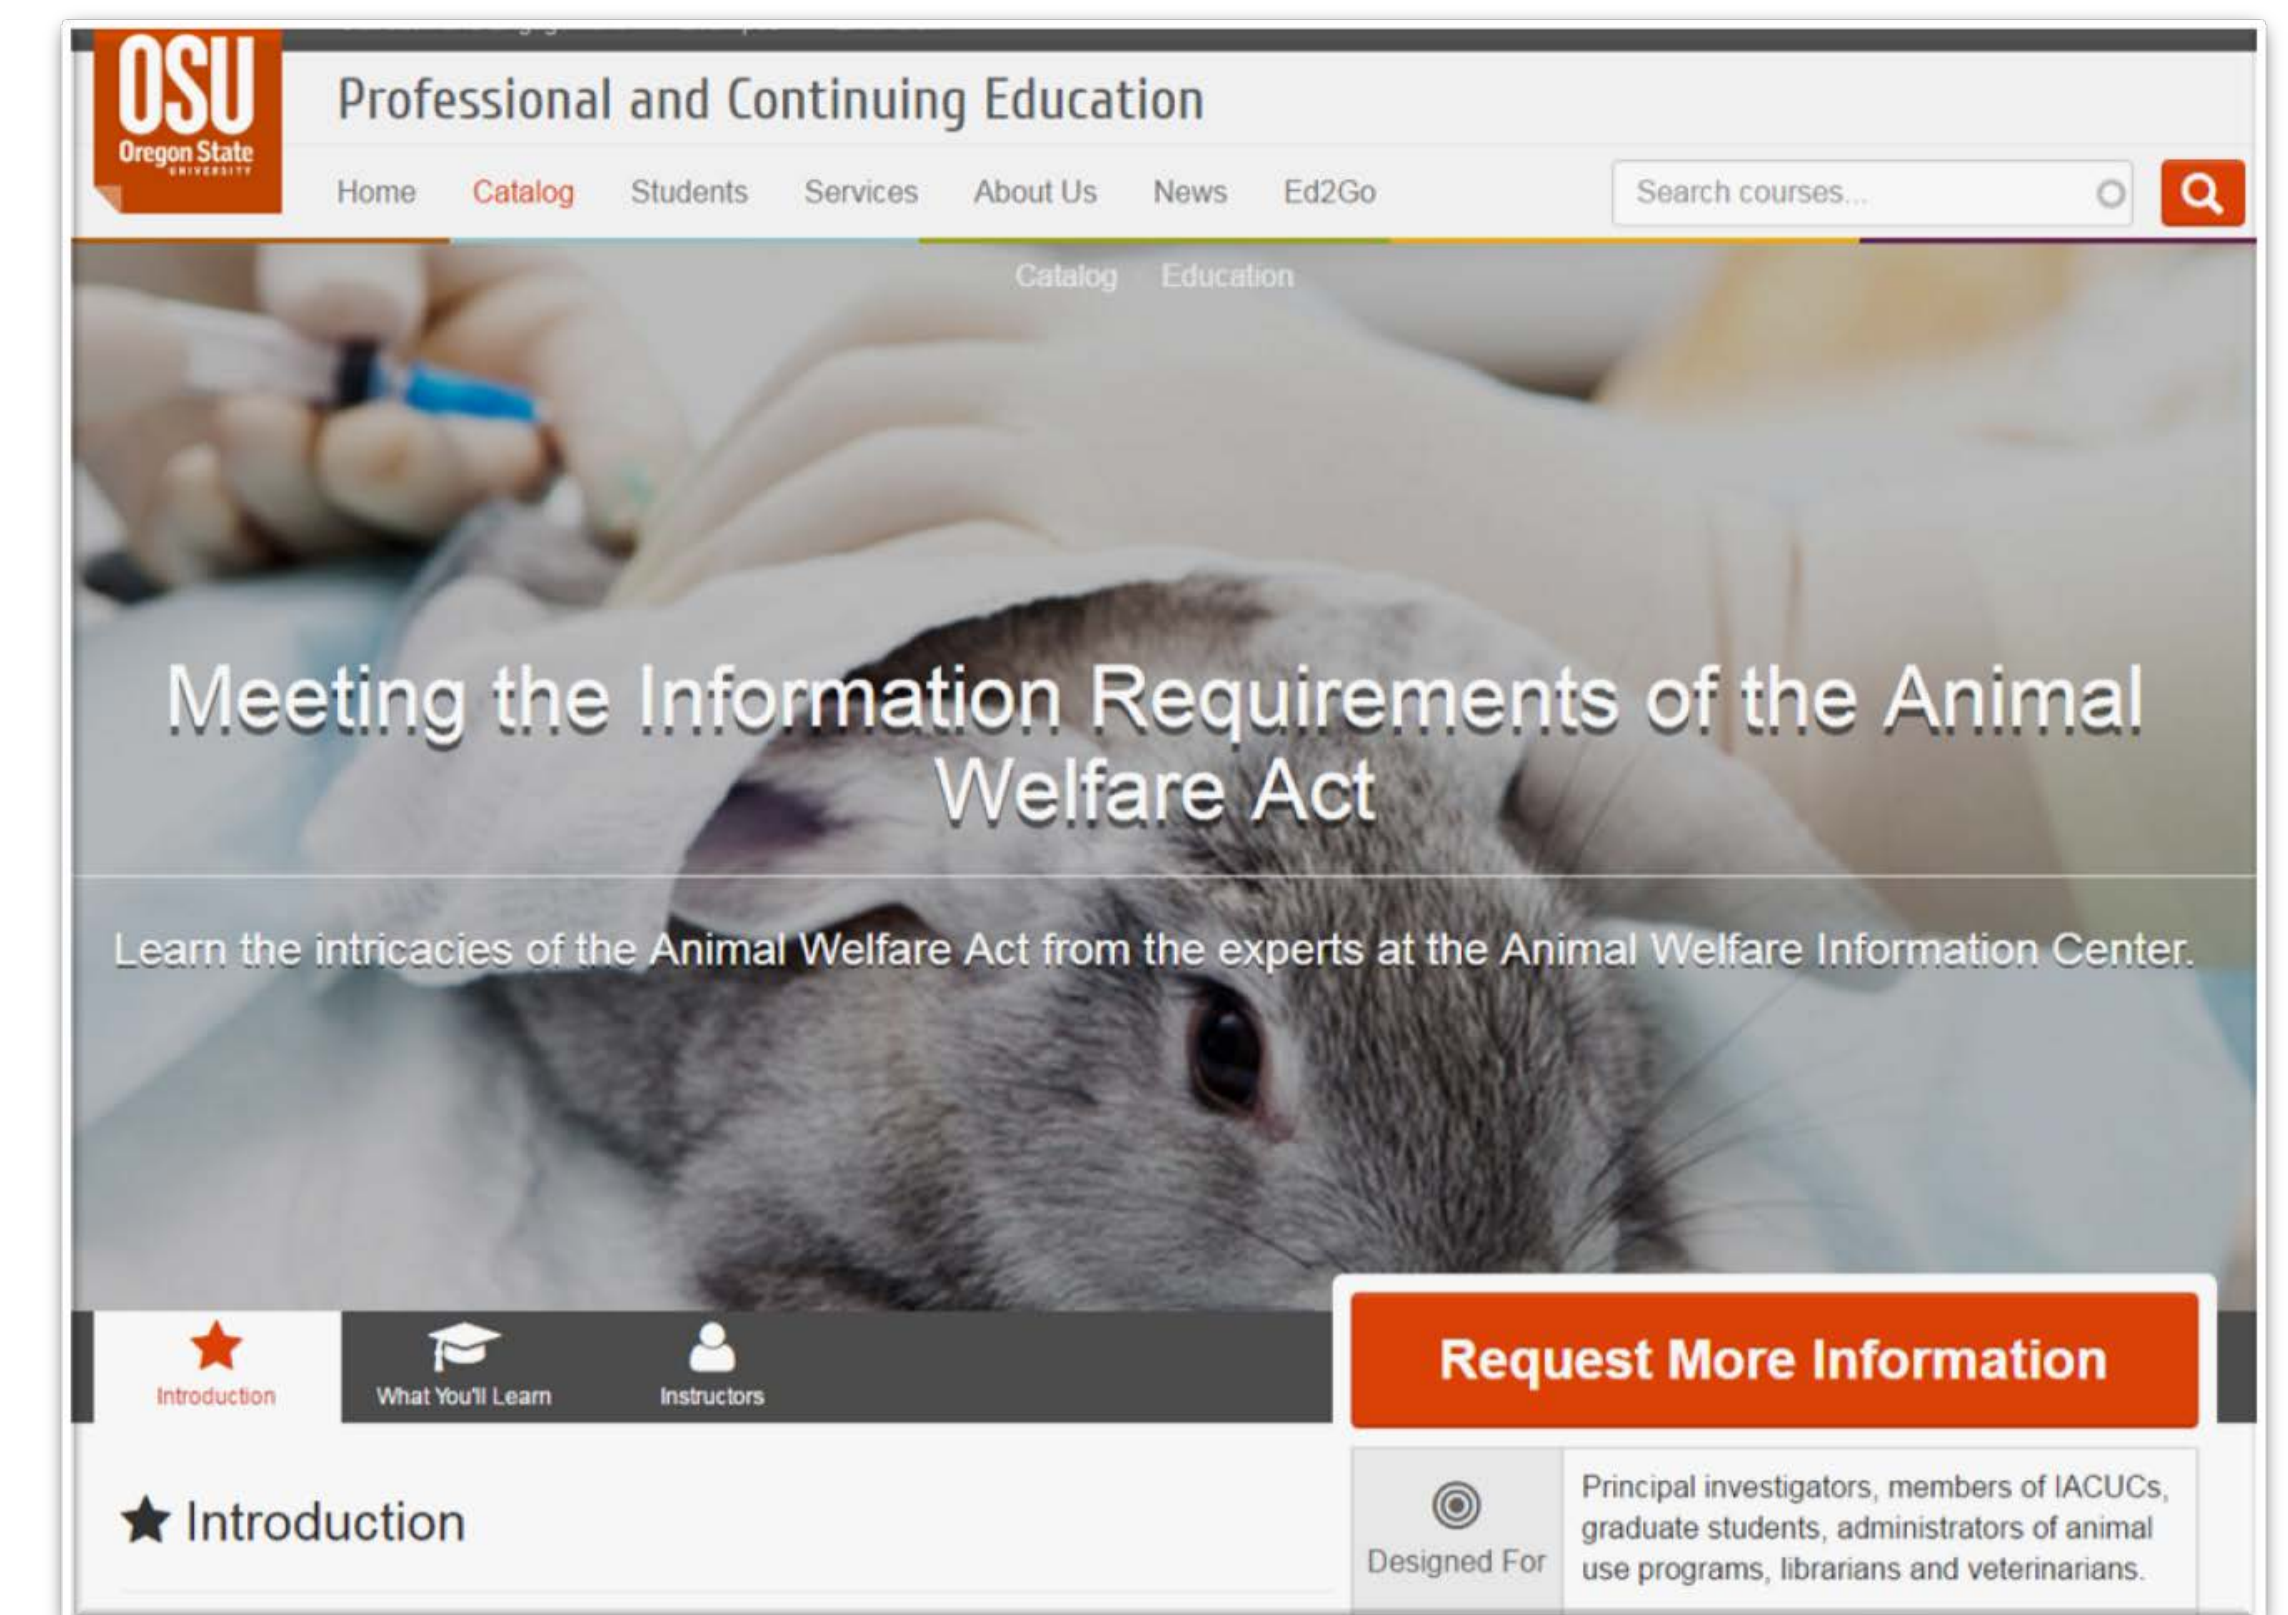 OSU
Oregon State
UNIVERSITY
Professional and Continuing Education
Home Catalog Students Services About Us News Ed2Go
Search courses...
Catalog Education
Meeting the Information Requirements of the Animal
Welfare Act
Learn the intricacies of the Animal Welfare Act from the experts at the Animal Welfare Information Center.
Introduction
What You'll Learn
Instructors
Request More Information
Introduction
Designed For
Principal investigators, members of IACUCs,
graduate students, administrators of animal
use programs, librarians and veterinarians.